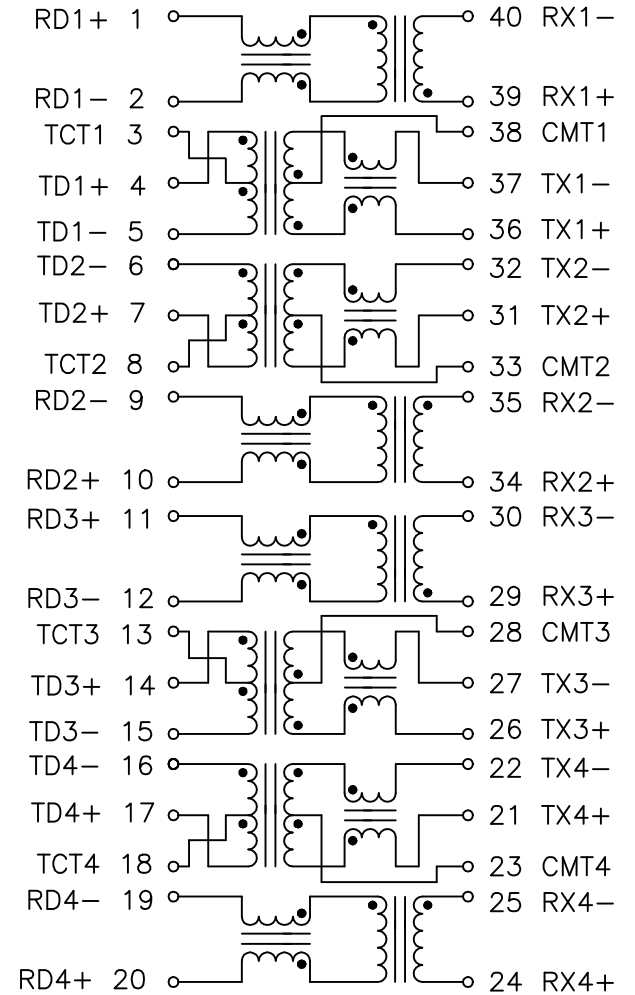 RD1+ 1 40 RX1−
RD1− 2 39 RX1+
TCT1 3 38 CMT1
TD1+ 4 37 TX1−
TD1− 5 36 TX1+
TD2− 6 32 TX2−
TD2+ 7 31 TX2+
TCT2 8 33 CMT2
RD2− 9 35 RX2−
RD2+ 10 34 RX2+
RD3+ 11 30 RX3−
RD3− 12 29 RX3+
TCT3 13 28 CMT3
TD3+ 14 27 TX3−
TD3− 15 26 TX3+
TD4− 16 22 TX4−
TD4+ 17 21 TX4+
TCT4 18 23 CMT4
RD4− 19 25 RX4−
RD4+ 20 24 RX4+